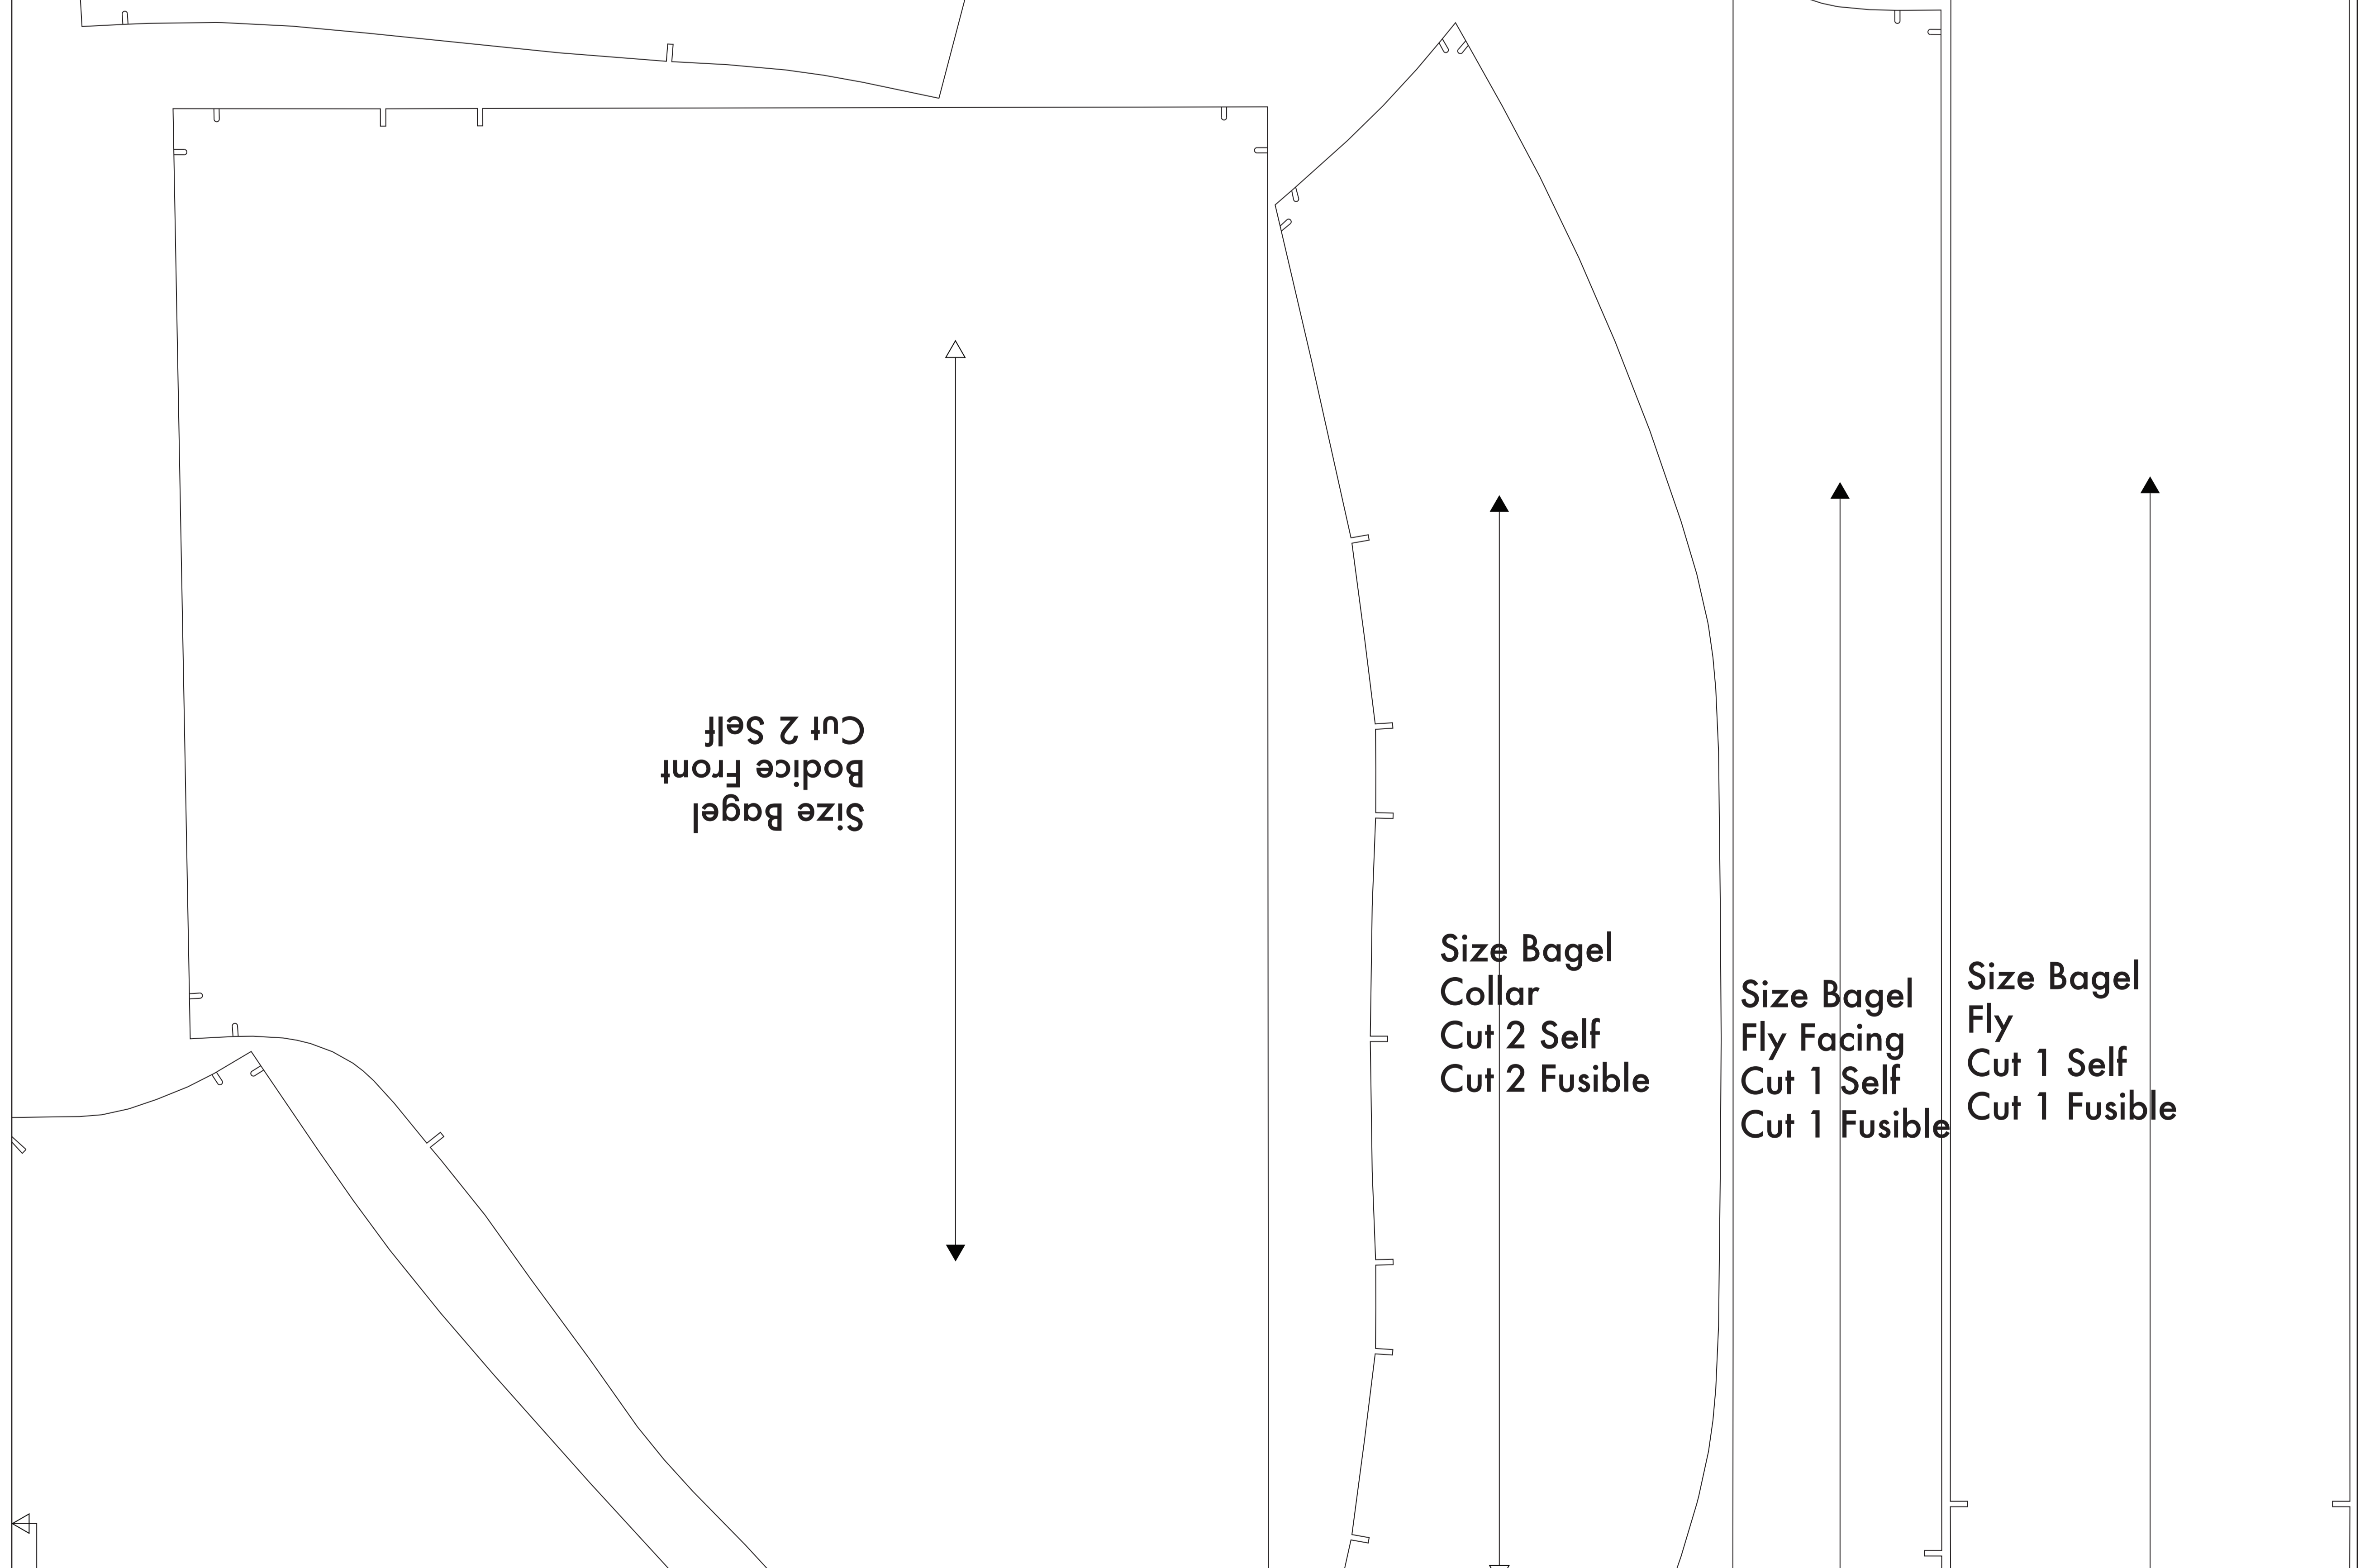 Size Bagel
Bodice Front
Cut 2 Self
Size Bagel
Collar
Cut 2 Self
Cut 2 Fusible
Size Bagel
Fly Facing
Cut 1 Self
Cut 1 Fusible
Size Bagel
Fly
Cut 1 Self
Cut 1 Fusible